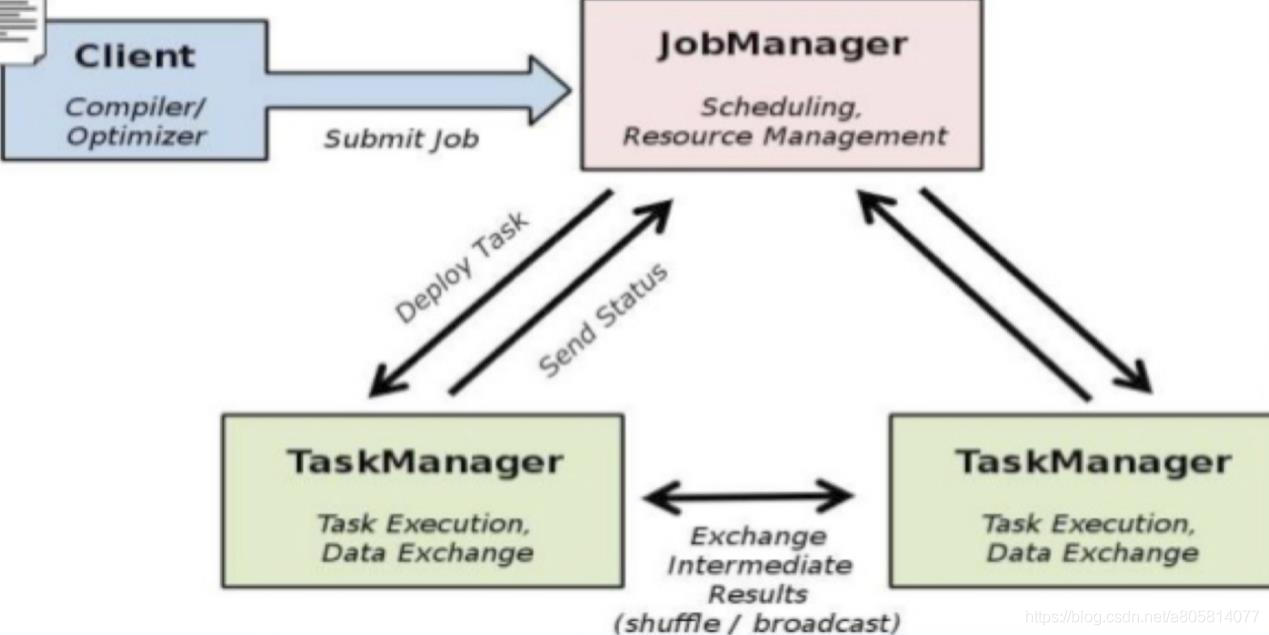 Client
Compiler/
Optimizer
Submit Job
JobManager
Scheduling,
Resource Management
Deploy Task
Send Status
TaskManager
Task Execution,
Data Exchange
Exchange
Intermediate
Results
(shuffle / broadcast)
TaskManager
Task Execution,
Data Exchange
https://blog.csdn.net/a805814077